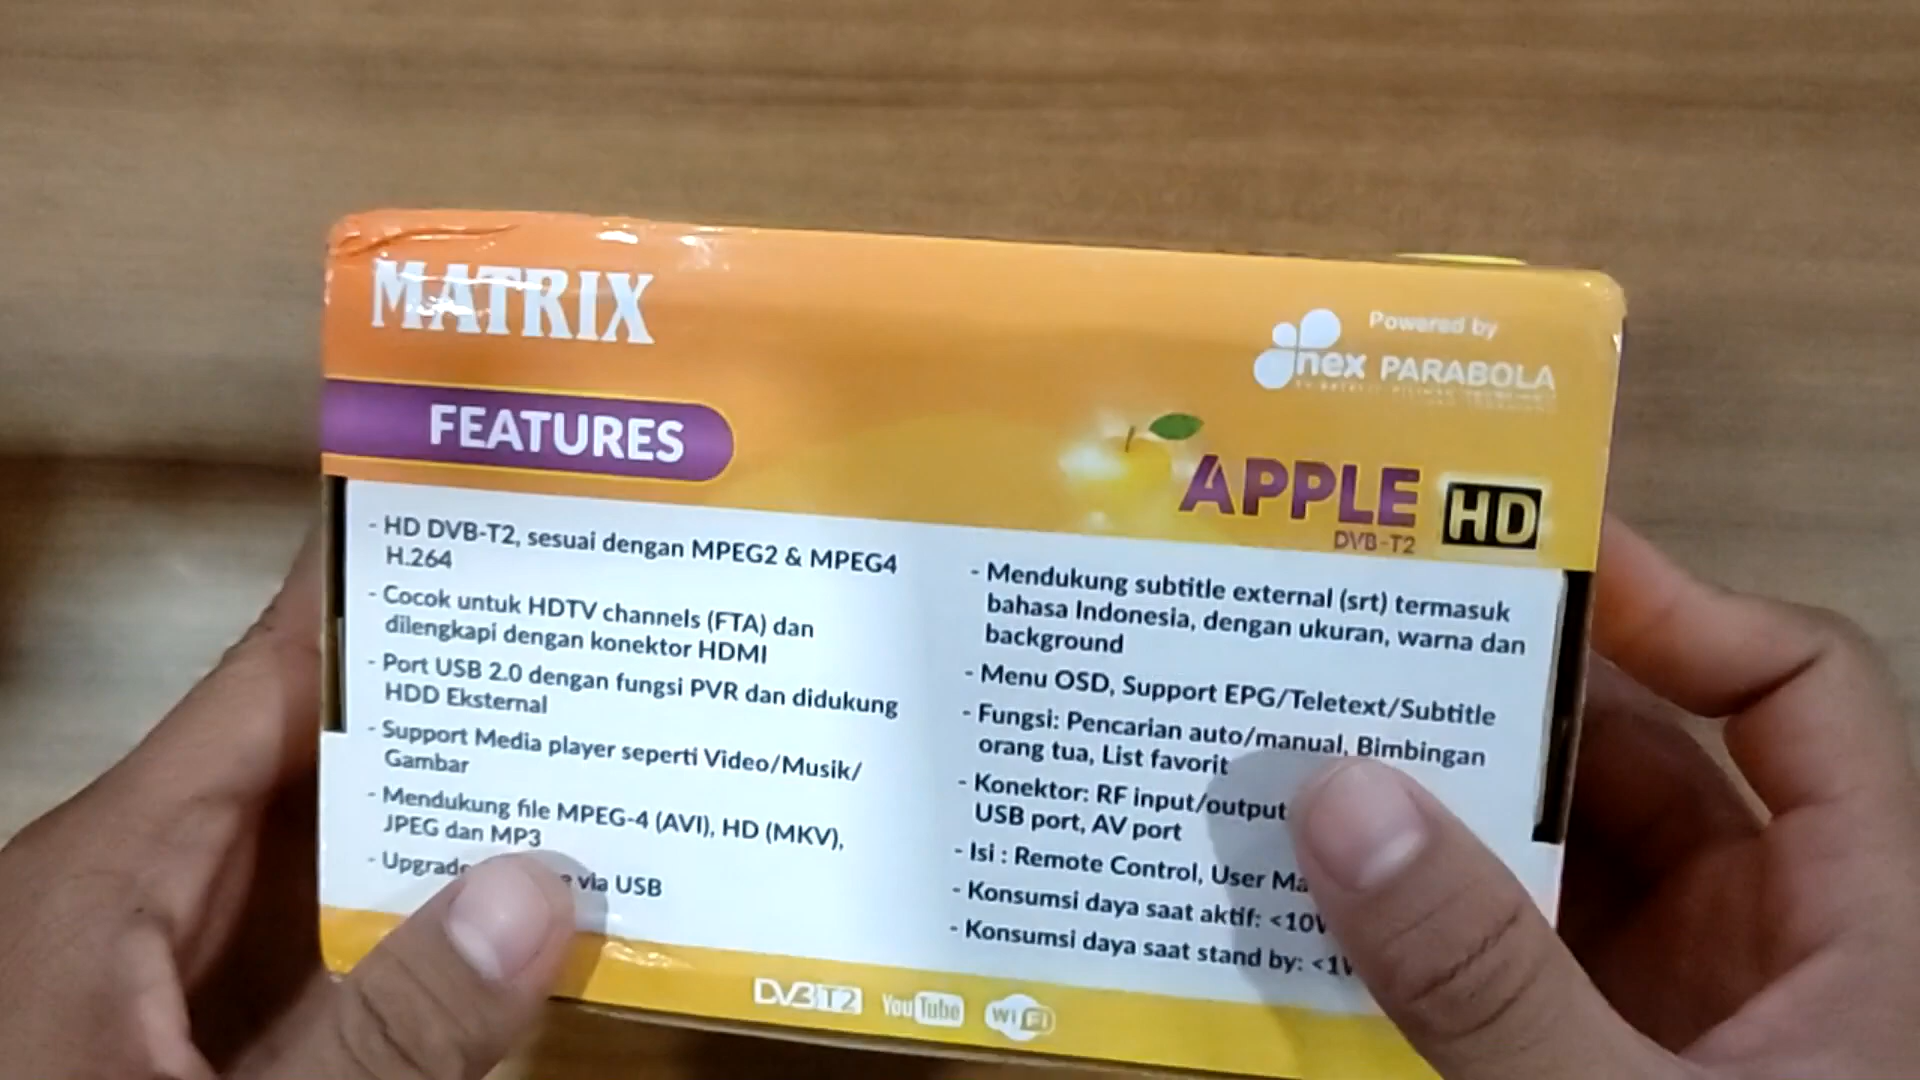 MATRIX
Powered by
nex PARABOLA
FEATURES
APPLE HD
DVB-T2
- HD DVB-T2, sesuai dengan MPEG2 & MPEG4
H.264
- Cocok untuk HDTV channels (FTA) dan
dilengkapi dengan konektor HDMI
- Port USB 2.0 dengan fungsi PVR dan didukung
HDD Eksternal
- Support Media player seperti Video/Musik/
Gambar
- Mendukung file MPEG-4 (AVI), HD (MKV),
JPEG dan MP3
- via USB
- Mendukung subtitle external (srt) termasuk
bahasa Indonesia, dengan ukuran, warna dan
background
- Menu OSD, Support EPG/Teletext/Subtitle
- Fungsi: Pencarian auto/manual, Bimbingan
orang tua, List favorit
- Konektor: RF input/output
USB port, AV port
- Isi : Remote Control, User
- Konsumsi daya saat aktif: <10
- Konsumsi daya saat stand by: <1
DVB T2 YouTube WiFi